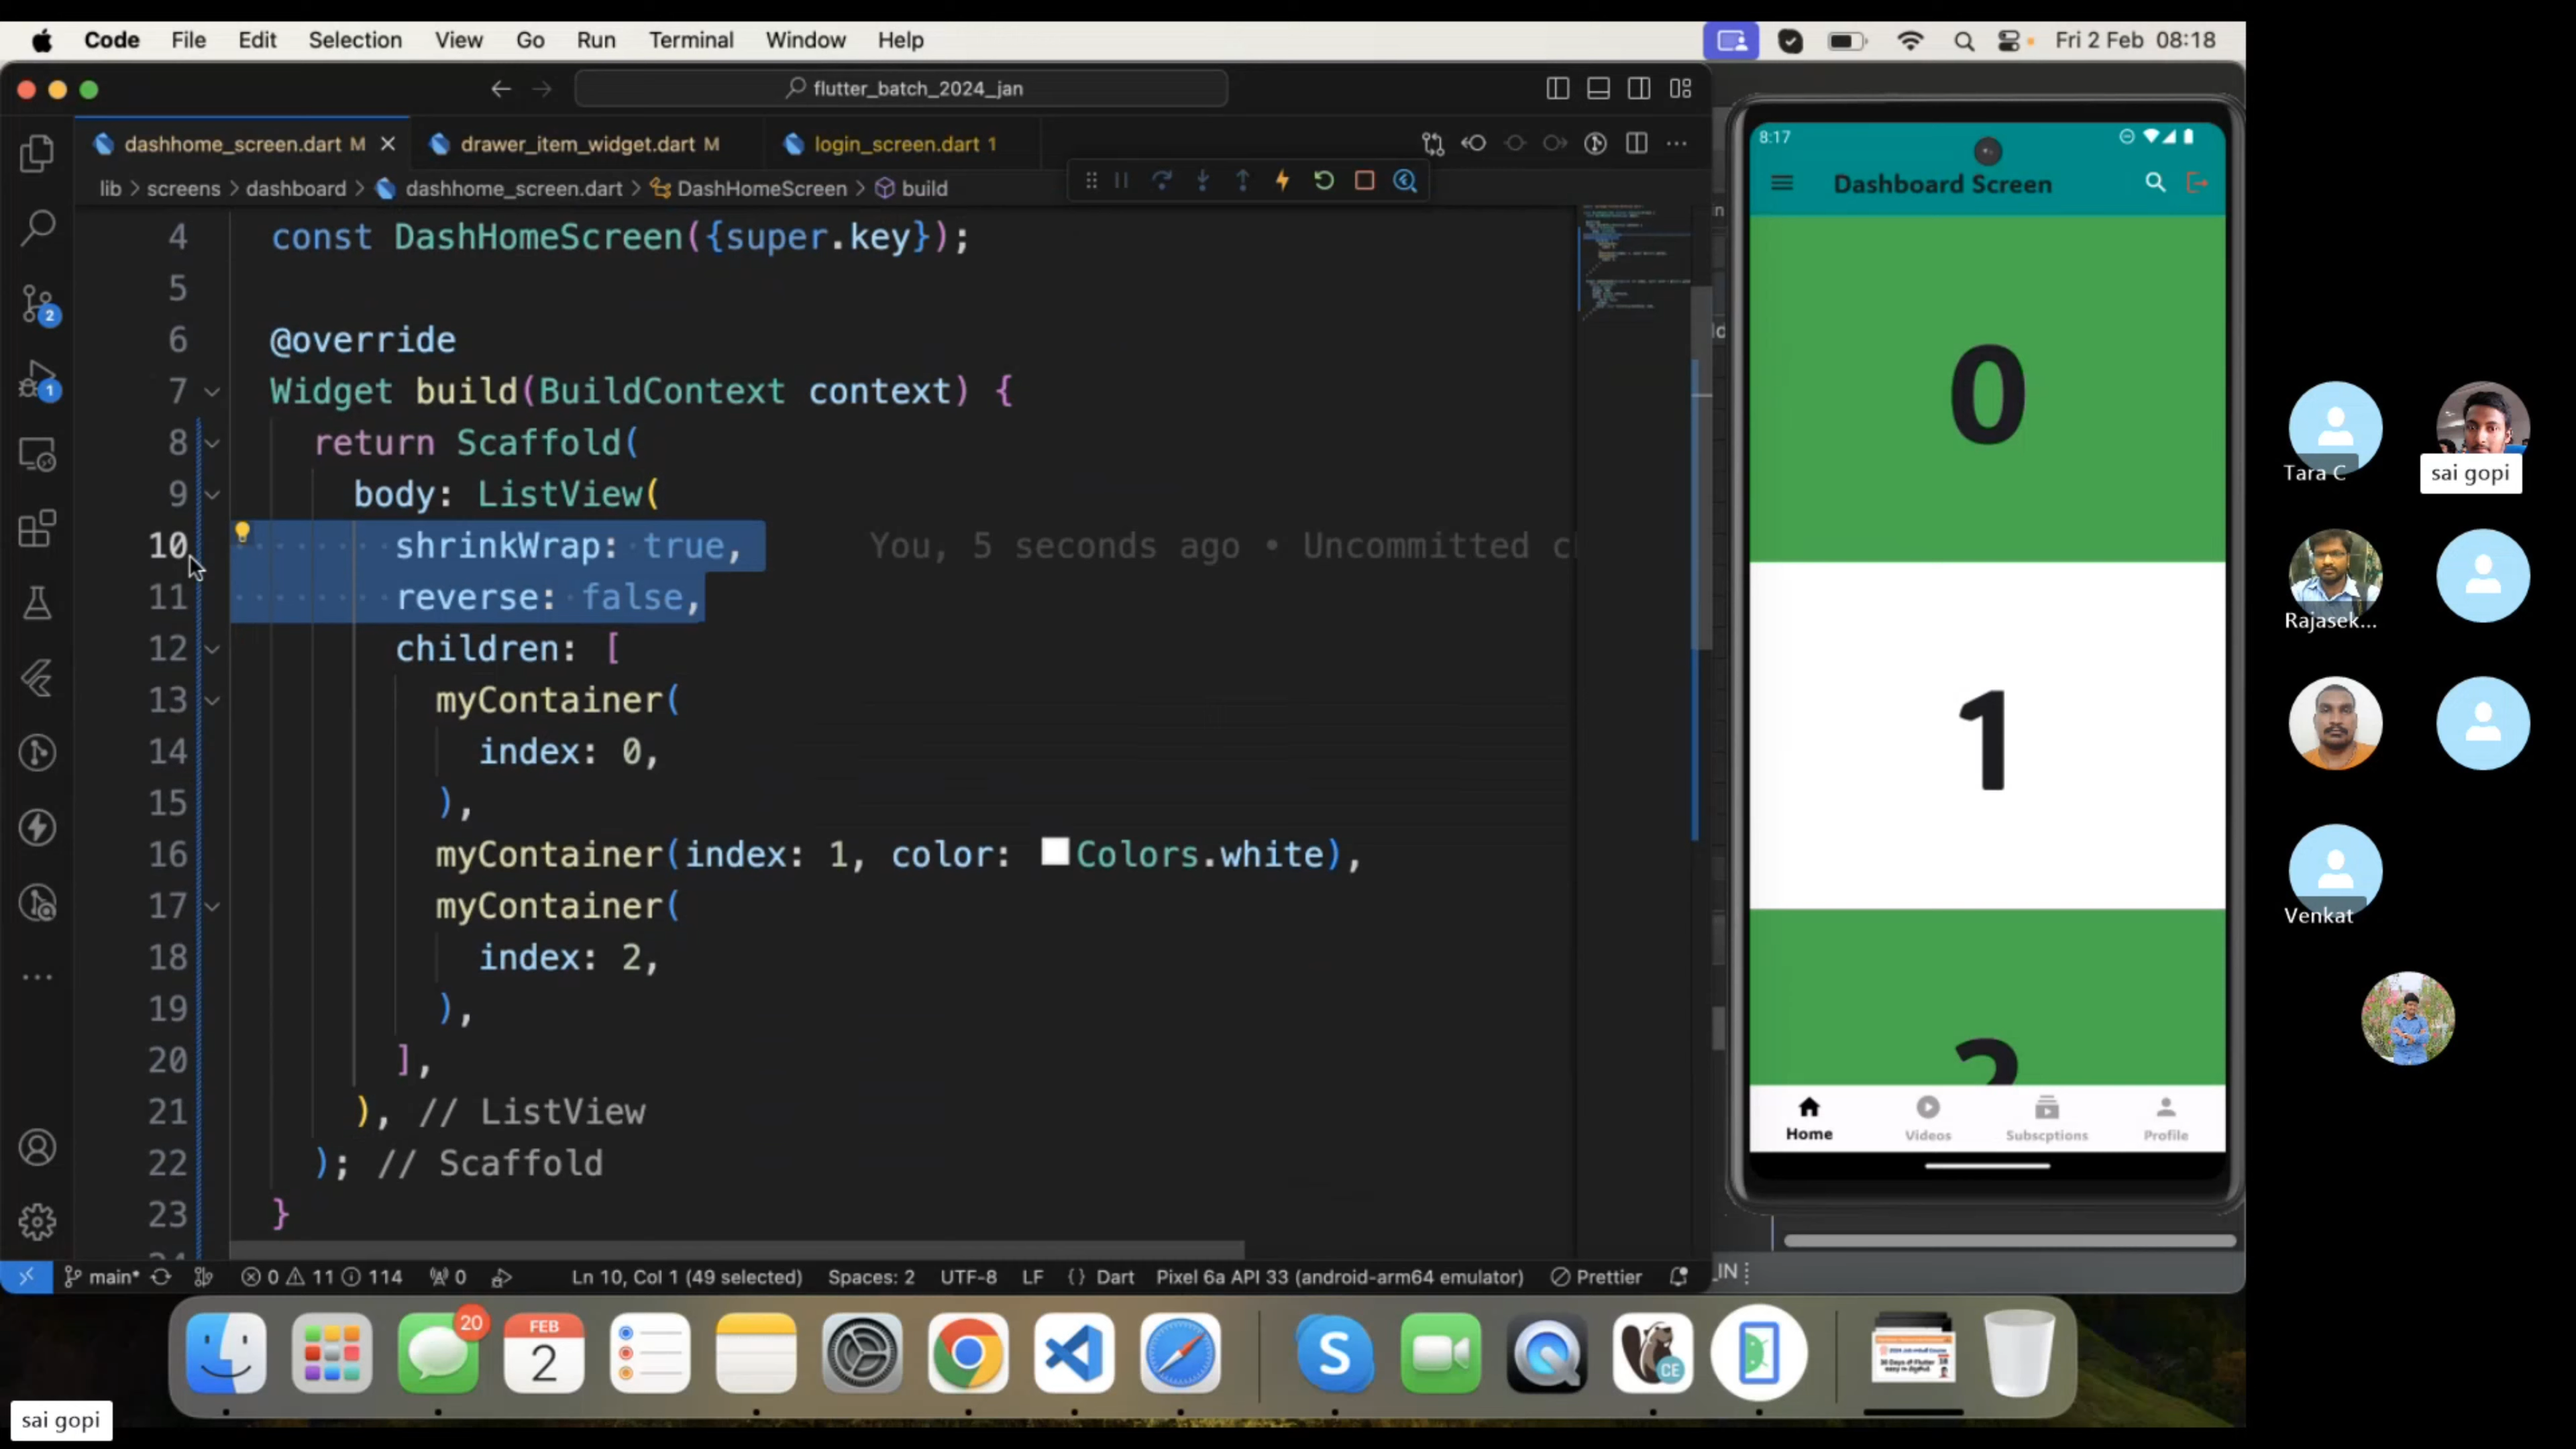 Code File Edit Selection View Go Run Terminal Window Help
Fri 2 Feb 08:18
flutter_batch_2024_jan
dashhome_screen.dart M
drawer_item_widget.dart M
login_screen.dart 1
lib > screens > dashboard > dashhome_screen.dart > DashHomeScreen > build
4 const DashHomeScreen({super.key});
5
6 @override
7 Widget build(BuildContext context) {
8 return Scaffold(
9 body: ListView(
10 shrinkWrap: true, You, 5 seconds ago • Uncommitted c
11 reverse: false,
12 children: [
13 myContainer(
14 index: 0,
15 ),
16 myContainer(index: 1, color: Colors.white),
17 myContainer(
18 index: 2,
19 ),
20 ],
21 ), // ListView
22 ); // Scaffold
23 }
2
1
main* 0 11 114 0 Ln 10, Col 1 (49 selected) Spaces: 2 UTF-8 LF {} Dart Pixel 6a API 33 (android-arm64 emulator) Prettier
_IN
8:17
Dashboard Screen
0
1
2
Home Videos Subscptions Profile
Tara C
sai gopi
Rajasek...
Venkat
20
FEB
2
S
CE
sai gopi